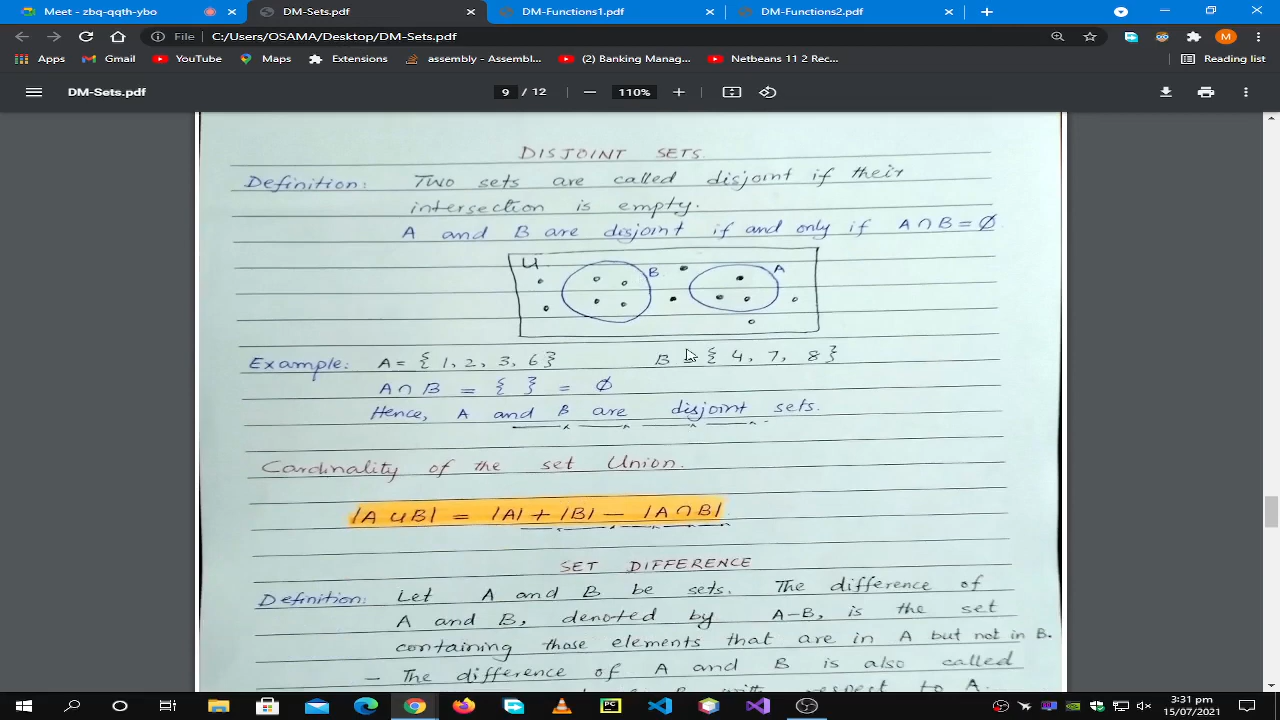 Meet - zbq-qqth-ybo
DM-Sets.pdf
DM-Functions1.pdf
DM-Functions2.pdf
File C:/Users/OSAMA/Desktop/DM-Sets.pdf
M
Apps Gmail YouTube Maps Extensions assembly - Assembl... (2) Banking Manag... Netbeans 11 2 Rec... Reading list
DM-Sets.pdf 9 / 12 110%
DISJOINT SETS.
Definition: Two sets are called disjoint if their
intersection is empty.
A and B are disjoint if and only if A ∩ B = ∅
U B A
Example: A = { 1, 2, 3, 6 } B = { 4, 7, 8 }
A ∩ B = { } = ∅
Hence, A and B are disjoint sets.
Cardinality of the set Union.
|A ∪ B| = |A| + |B| − |A ∩ B|
SET DIFFERENCE
Definition: Let A and B be sets. The difference of
A and B, denoted by A-B, is the set
containing those elements that are in A but not in B.
- The difference of A and B is also called
B with respect to A.
3:31 pm
15/07/2021